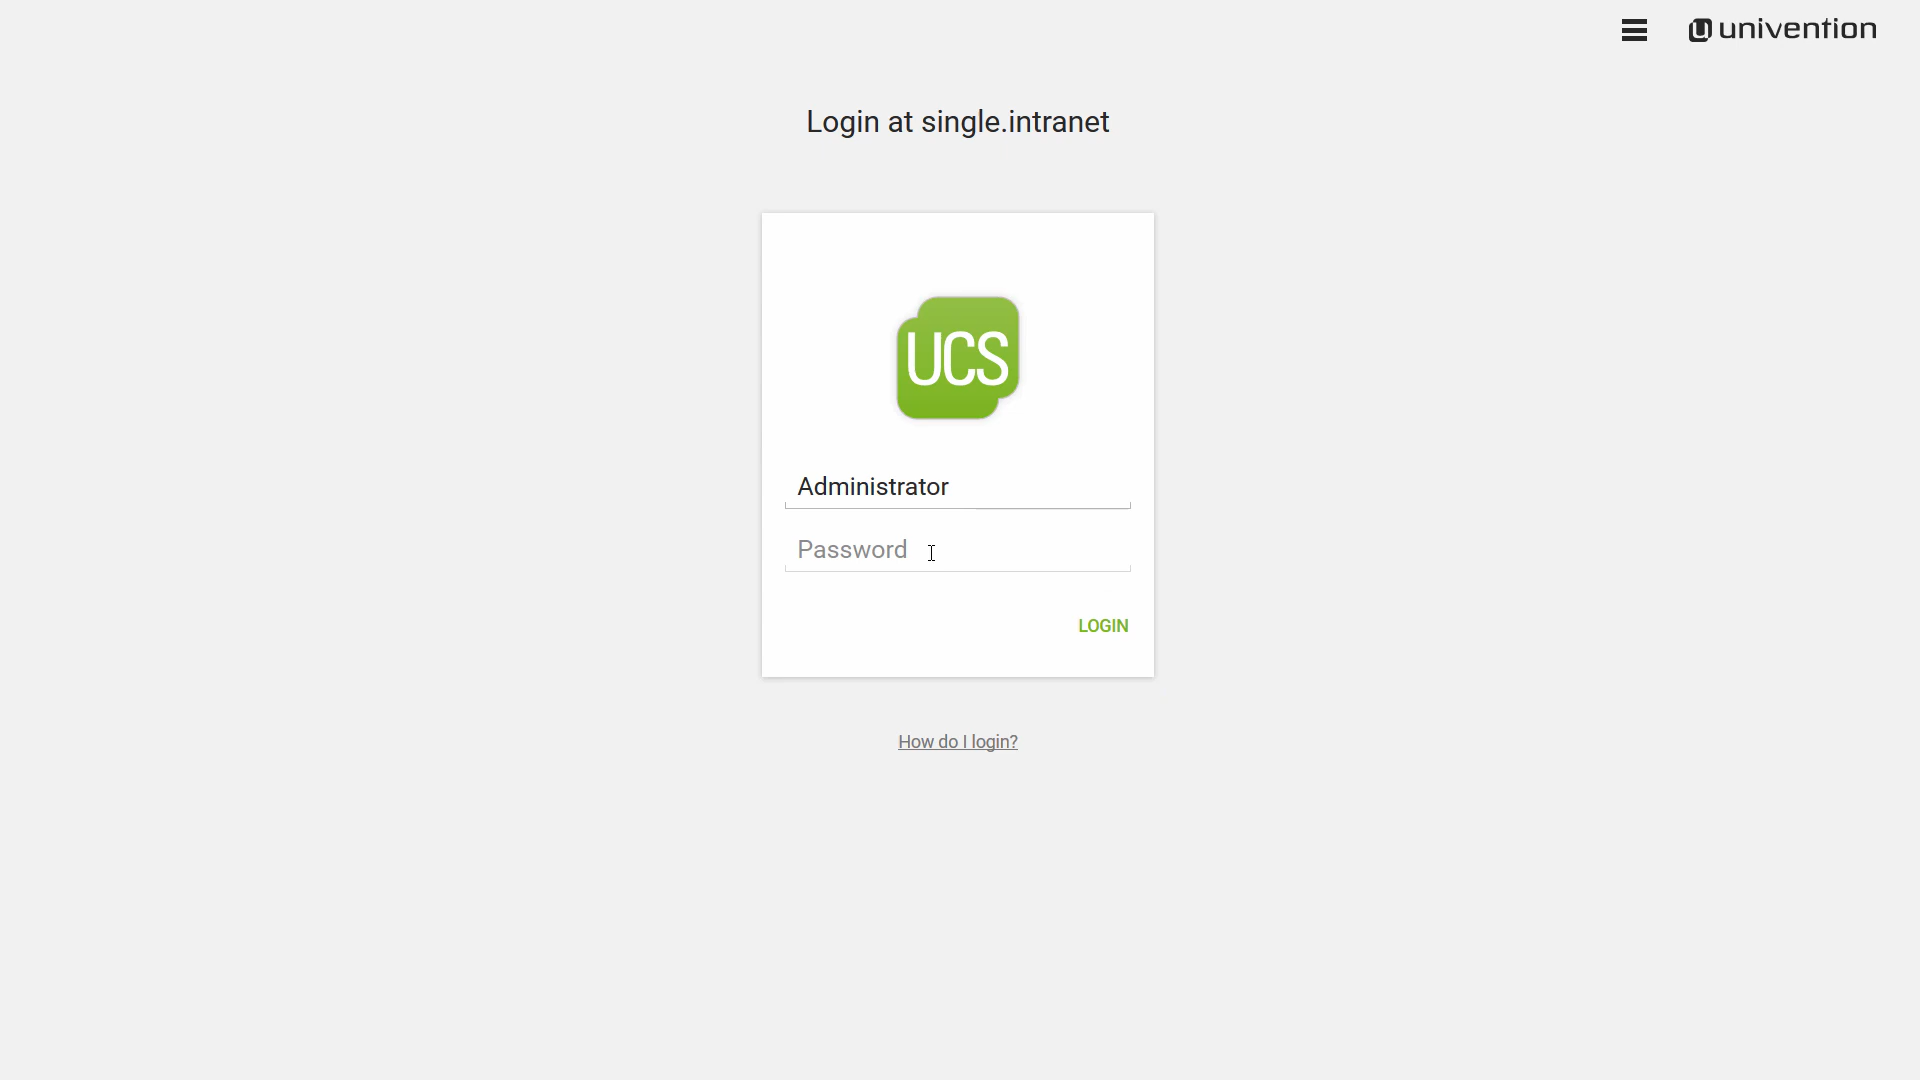 univention
Login at single.intranet
UCS
Administrator
Password
LOGIN
How do I login?